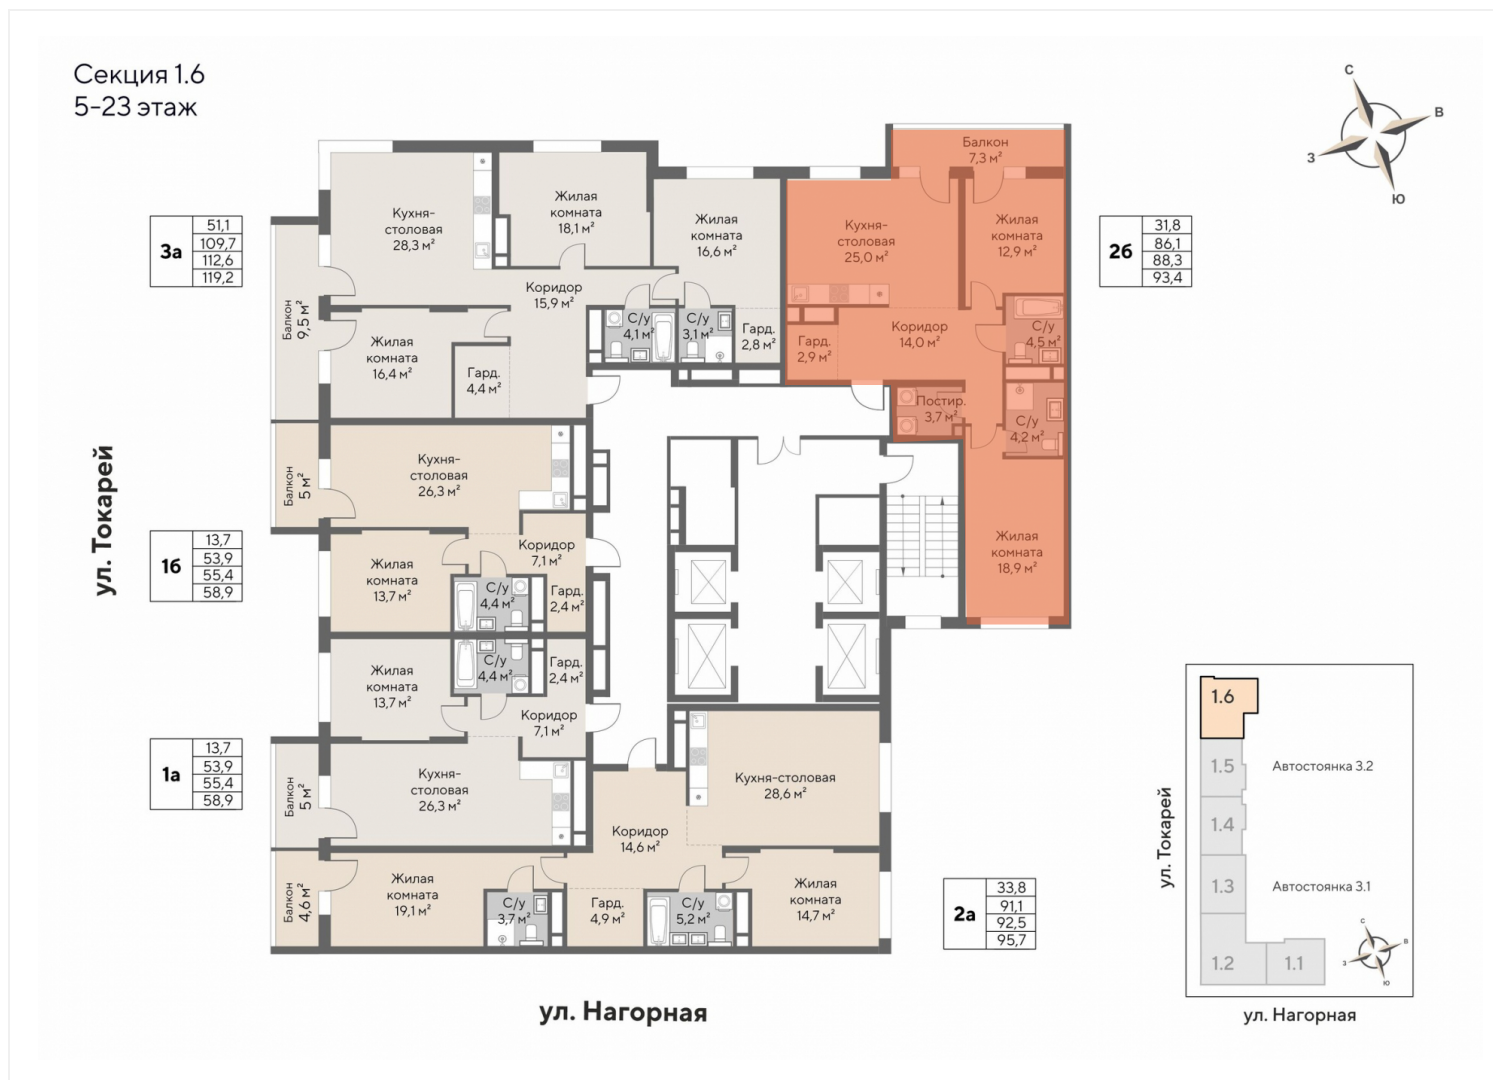 Секция 1.6
5-23 этаж
С
В
З
Ю
Балкон
7,3 м²
3а
51,1
109,7
112,6
119,2
Кухня-
столовая
28,3 м²
Жилая
комната
18,1 м²
Жилая
комната
16,6 м²
Кухня-
столовая
25,0 м²
Жилая
комната
12,9 м²
2б
31,8
86,1
88,3
93,4
Балкон
9,5 м²
Коридор
15,9 м²
С/у
4,1 м²
С/у
3,1 м²
Гард.
2,8 м²
Гард.
2,9 м²
Коридор
14,0 м²
С/у
4,5 м²
Жилая
комната
16,4 м²
Гард.
4,4 м²
Постир.
3,7 м²
С/у
4,2 м²
Жилая
комната
18,9 м²
ул. Токарей
Балкон
5 м²
Кухня-
столовая
26,3 м²
1б
13,7
53,9
55,4
58,9
Коридор
7,1 м²
Жилая
комната
13,7 м²
С/у
4,4 м²
Гард.
2,4 м²
Жилая
комната
13,7 м²
С/у
4,4 м²
Гард.
2,4 м²
Коридор
7,1 м²
1а
13,7
53,9
55,4
58,9
Балкон
5 м²
Кухня-
столовая
26,3 м²
Кухня-столовая
28,6 м²
Коридор
14,6 м²
Балкон
4,6 м²
Жилая
комната
19,1 м²
С/у
3,7 м²
Гард.
4,9 м²
С/у
5,2 м²
Жилая
комната
14,7 м²
2а
33,8
91,1
92,5
95,7
ул. Нагорная
1.6
1.5
Автостоянка 3.2
1.4
ул. Токарей
1.3
Автостоянка 3.1
1.2
1.1
С
В
З
Ю
ул. Нагорная